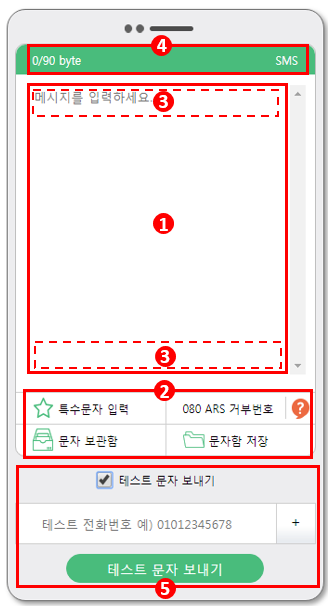 4
0/90 byte SMS
메시지를 입력하세요.
3
1
3
2
특수문자 입력 080 ARS 거부번호 ?
문자 보관함 문자함 저장
테스트 문자 보내기
테스트 전화번호 예) 01012345678 +
테스트 문자 보내기
5